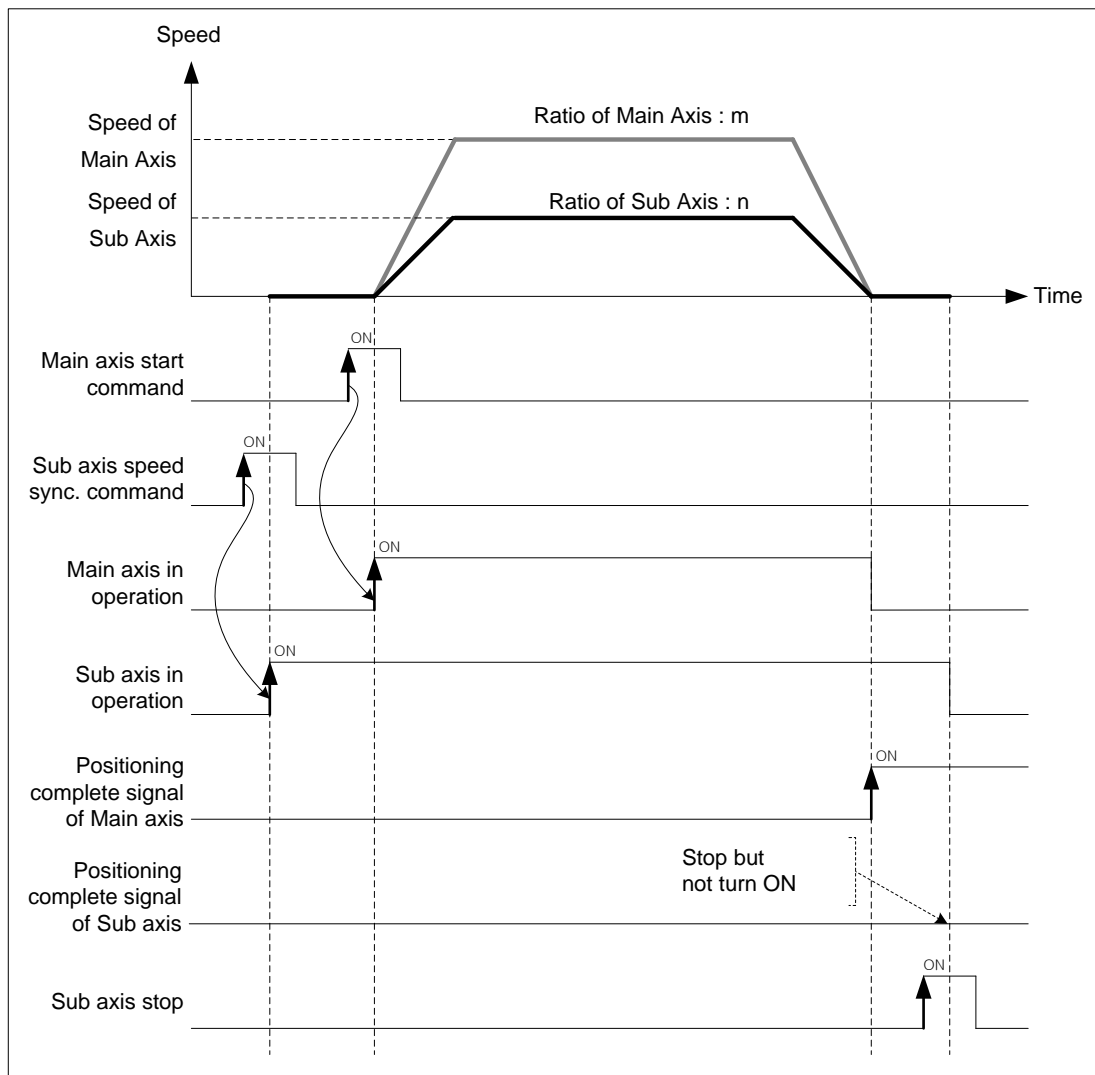 Speed
Speed of
Main Axis
Ratio of Main Axis : m
Speed of
Sub Axis
Ratio of Sub Axis : n
Time
ON
Main axis start
command
ON
Sub axis speed
sync. command
ON
Main axis in
operation
ON
Sub axis in
operation
ON
Positioning
complete signal
of Main axis
Stop but
not turn ON
Positioning
complete signal
of Sub axis
ON
Sub axis stop